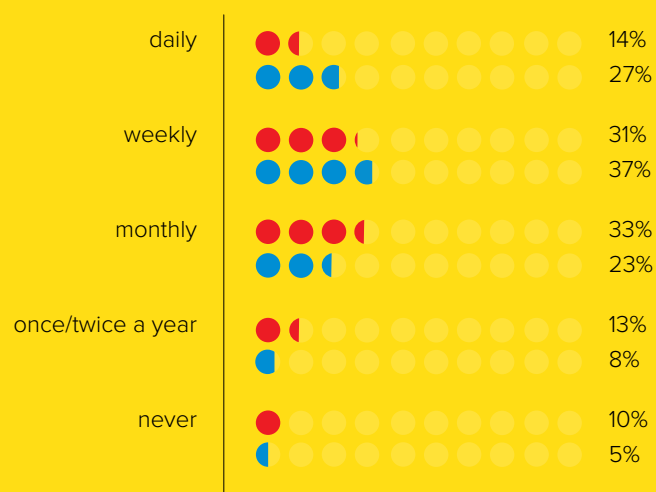 daily
14%
27%
weekly
31%
37%
monthly
33%
23%
once/twice a year
13%
8%
never
10%
5%